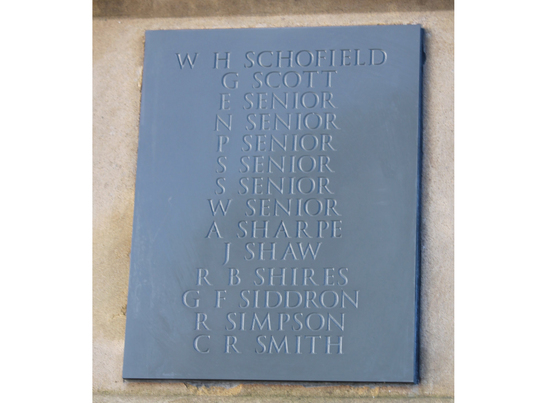 W H SCHOFIELD
G SCOTT
E SENIOR
N SENIOR
P SENIOR
S SENIOR
S SENIOR
W SENIOR
A SHARPE
J SHAW
R B SHIRES
G F SIDDRON
R SIMPSON
C R SMITH